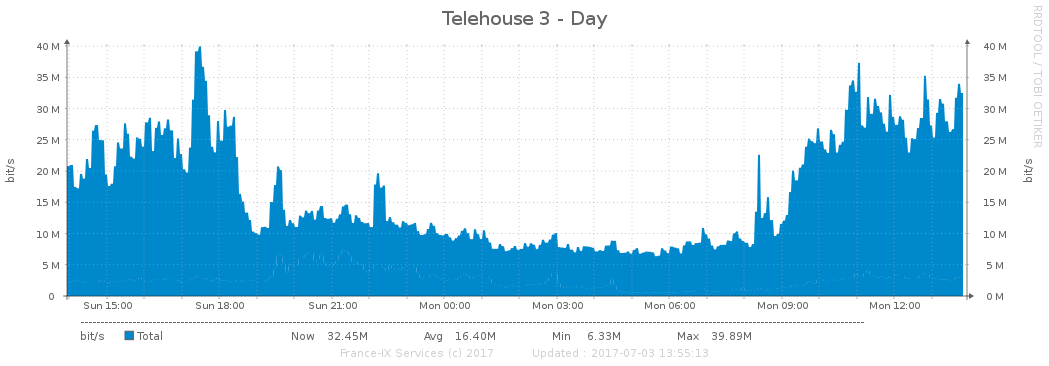 Telehouse 3 - Day
RRDTOOL / TOBI OETIKER
bit/s
40 M 40 M
35 M 35 M
30 M 30 M
25 M 25 M
20 M 20 M
15 M 15 M
10 M 10 M
5 M 5 M
0 0 M
bit/s
Sun 15:00 Sun 18:00 Sun 21:00 Mon 00:00 Mon 03:00 Mon 06:00 Mon 09:00 Mon 12:00
bit/s Total Now 32.45M Avg 16.40M Min 6.33M Max 39.89M
France-IX Services (c) 2017 Updated : 2017-07-03 13:55:13